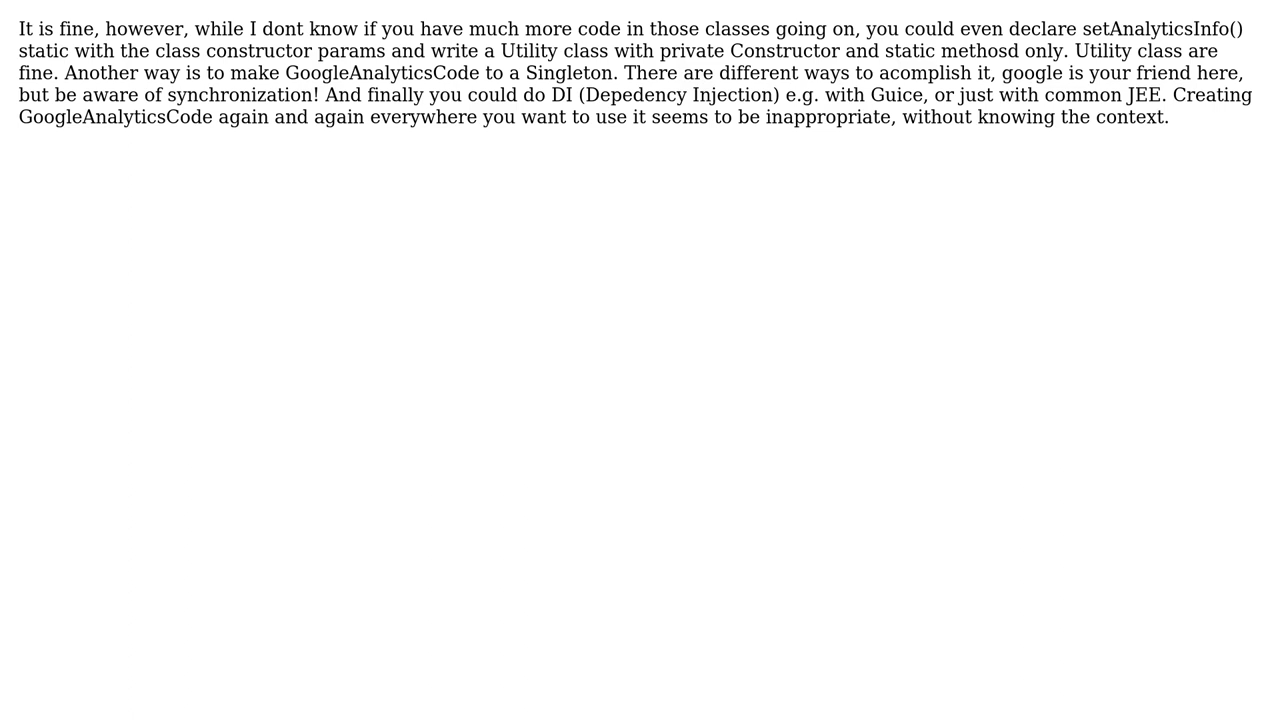 It is fine, however, while I dont know if you have much more code in those classes going on, you could even declare setAnalyticsInfo()
static with the class constructor params and write a Utility class with private Constructor and static methosd only. Utility class are
fine. Another way is to make GoogleAnalyticsCode to a Singleton. There are different ways to acomplish it, google is your friend here,
but be aware of synchronization! And finally you could do DI (Depedency Injection) e.g. with Guice, or just with common JEE. Creating
GoogleAnalyticsCode again and again everywhere you want to use it seems to be inappropriate, without knowing the context.